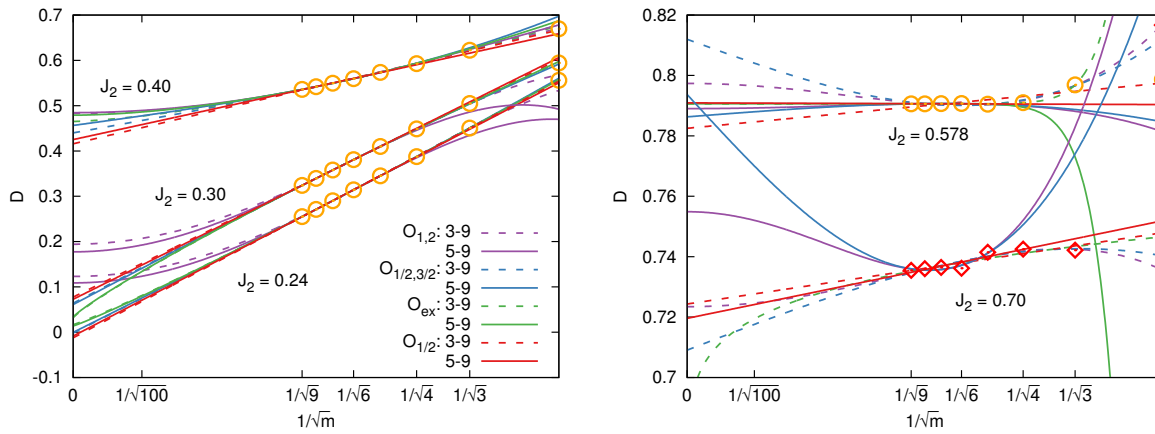 0.7
0.6
0.5
0.4
0.3
0.2
0.1
0
-0.1
D
J2 = 0.40
J2 = 0.30
J2 = 0.24
O1,2: 3-9
5-9
O1/2,3/2: 3-9
5-9
Oex: 3-9
5-9
O1/2: 3-9
5-9
0
1/√100
1/√9
1/√6
1/√4
1/√3
1/√m
0.82
0.8
0.78
0.76
0.74
0.72
0.7
D
J2 = 0.578
J2 = 0.70
0
1/√100
1/√9
1/√6
1/√4
1/√3
1/√m